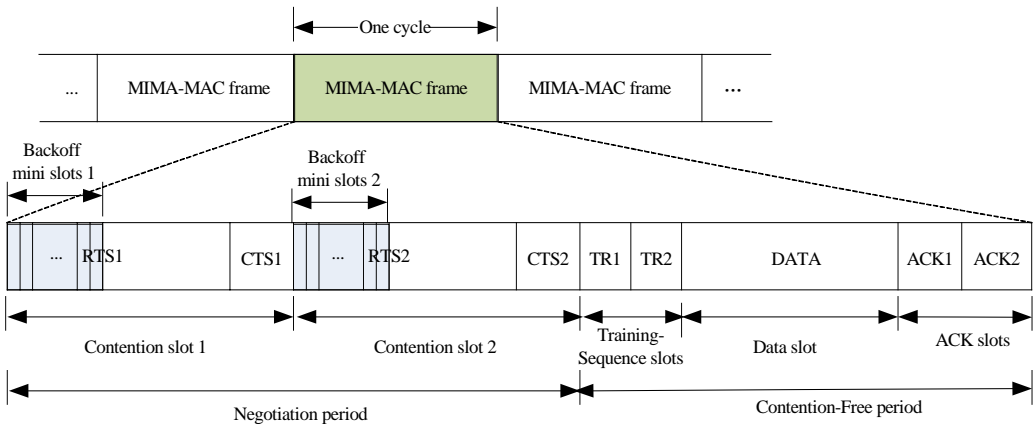 One cycle
...
MIMA-MAC frame
MIMA-MAC frame
MIMA-MAC frame
...
Backoff
mini slots 1
Backoff
mini slots 2
...
RTS1
CTS1
...
RTS2
CTS2
TR1
TR2
DATA
ACK1
ACK2
Contention slot 1
Contention slot 2
Training-
Sequence slots
Data slot
ACK slots
Negotiation period
Contention-Free period